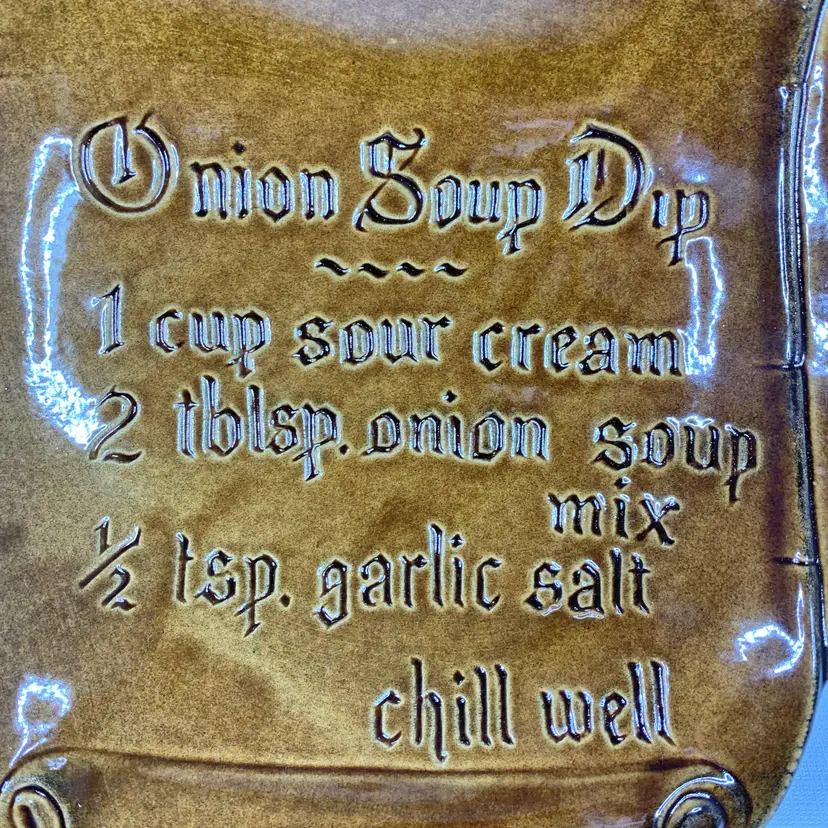 Onion Soup Dip
~~~~
1 cup sour cream
2 tblsp. onion soup
mix
½ tsp. garlic salt
chill well